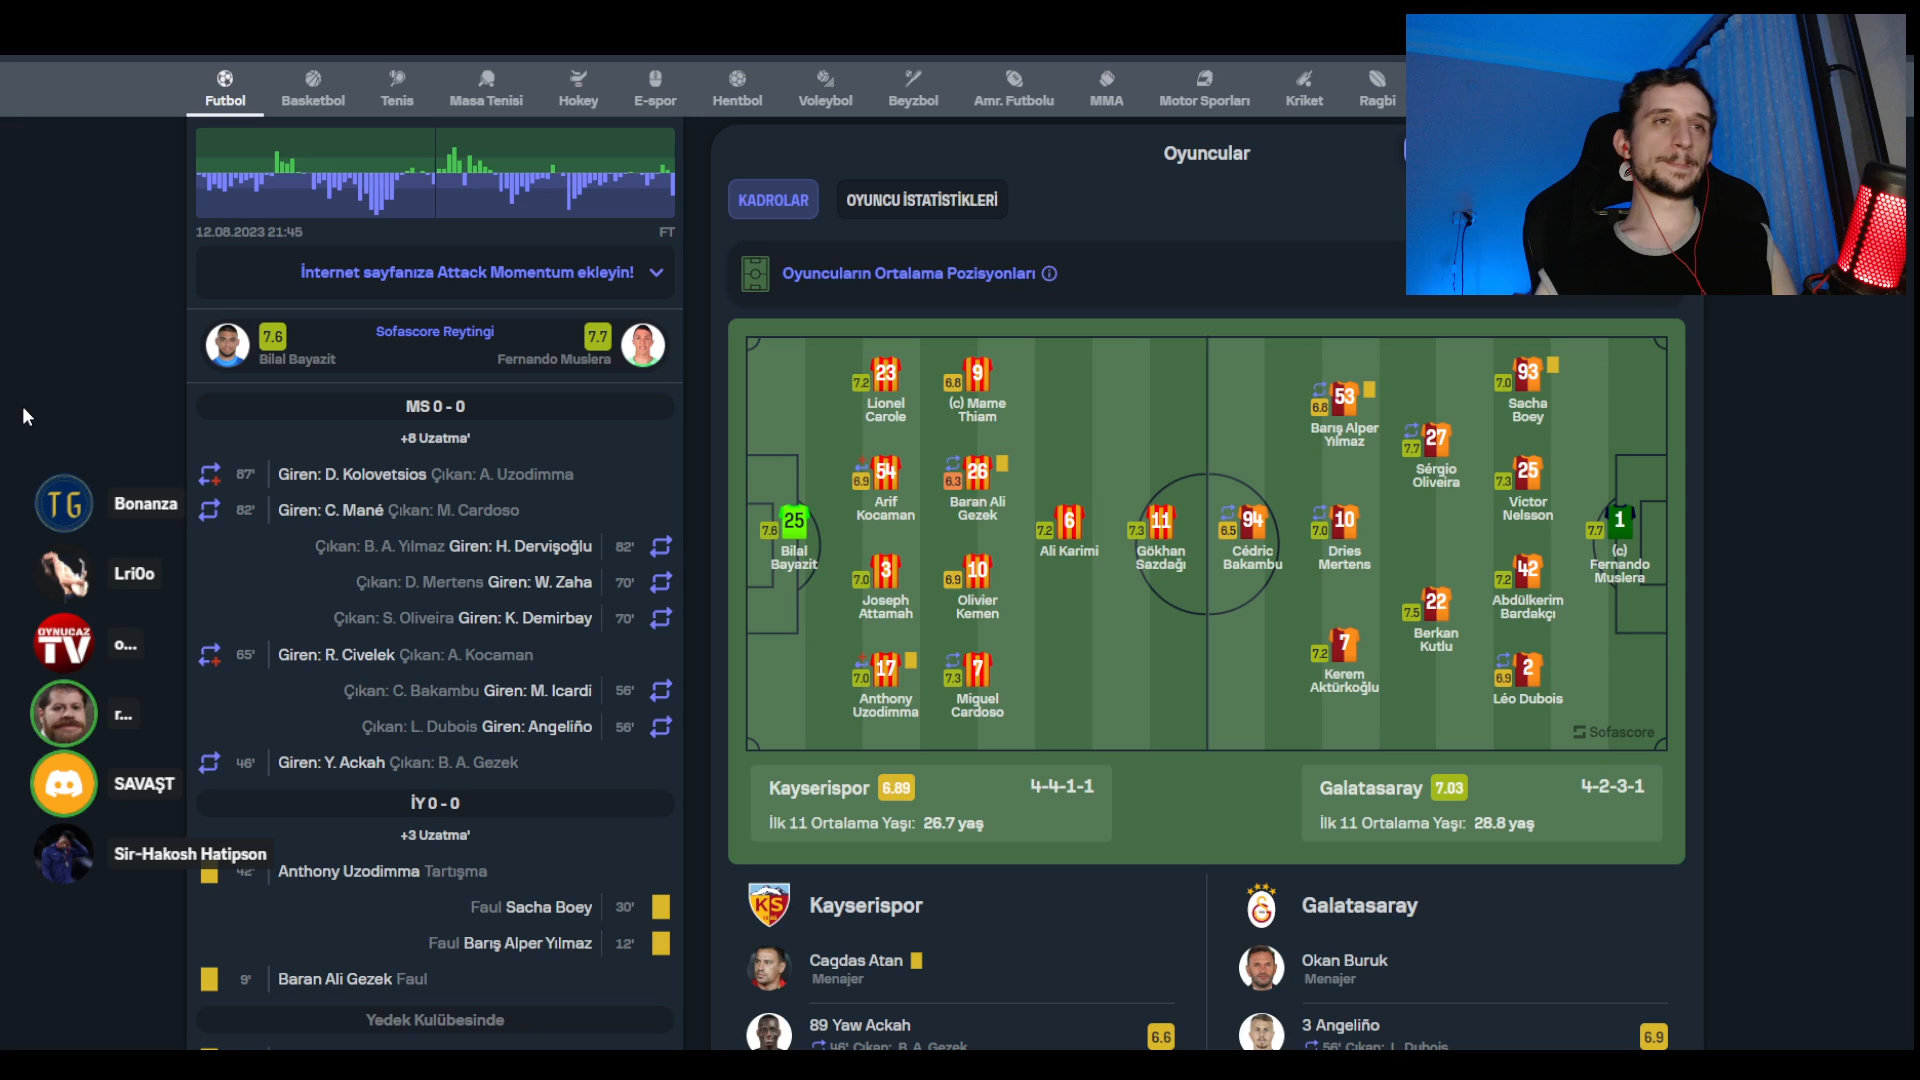 Futbol
Basketbol
Tenis
Masa Tenisi
Hokey
E-spor
Hentbol
Voleybol
Beyzbol
Amr. Futbolu
MMA
Motor Sporları
Kriket
Ragbi
12.08.2023 21:45
FT
İnternet sayfanıza Attack Momentum ekleyin!
7.6
Sofascore Reytingi
7.7
Bilal Bayazit
Fernando Muslera
MS 0 - 0
+8 Uzatma'
87' Giren: D. Kolovetsios Çıkan: A. Uzodimma
82' Giren: C. Mané Çıkan: M. Cardoso
Çıkan: B. A. Yılmaz Giren: H. Dervişoğlu 82'
Çıkan: D. Mertens Giren: W. Zaha 70'
Çıkan: S. Oliveira Giren: K. Demirbay 70'
65' Giren: R. Civelek Çıkan: A. Kocaman
Çıkan: C. Bakambu Giren: M. Icardi 56'
Çıkan: L. Dubois Giren: Angeliño 56'
46' Giren: Y. Ackah Çıkan: B. A. Gezek
İY 0 - 0
+3 Uzatma'
42' Anthony Uzodimma Tartışma
Faul Sacha Boey 30'
Faul Barış Alper Yılmaz 12'
9' Baran Ali Gezek Faul
Yedek Kulübesinde
TG
Bonanza
Lri0o
OYNUCAZ
TV
o...
r...
SAVAŞT
Sir-Hakosh Hatipson
Oyuncular
KADROLAR
OYUNCU İSTATİSTİKLERİ
Oyuncuların Ortalama Pozisyonları
25
7.6
Bilal
Bayazit
23
7.2
Lionel
Carole
54
6.9
Arif
Kocaman
3
7.0
Joseph
Attamah
17
7.0
Anthony
Uzodimma
9
6.8
(c) Mame
Thiam
26
6.3
Baran Ali
Gezek
10
6.9
Olivier
Kemen
7
7.3
Miguel
Cardoso
6
7.2
Ali Karimi
11
7.3
Gökhan
Sazdağı
94
6.5
Cédric
Bakambu
53
6.8
Barış Alper
Yılmaz
10
7.0
Dries
Mertens
7
7.2
Kerem
Aktürkoğlu
27
7.7
Sérgio
Oliveira
22
7.5
Berkan
Kutlu
93
7.0
Sacha
Boey
25
7.3
Victor
Nelsson
42
7.2
Abdülkerim
Bardakçı
2
6.9
Léo Dubois
1
7.7
(c)
Fernando
Muslera
Sofascore
Kayserispor 6.89 4-4-1-1
İlk 11 Ortalama Yaşı: 26.7 yaş
Galatasaray 7.03 4-2-3-1
İlk 11 Ortalama Yaşı: 28.8 yaş
KS
Kayserispor
Cagdas Atan
Menajer
89 Yaw Ackah
46' Çıkan: B. A. Gezek
6.6
Galatasaray
Okan Buruk
Menajer
3 Angeliño
56' Çıkan: L. Dubois
6.9